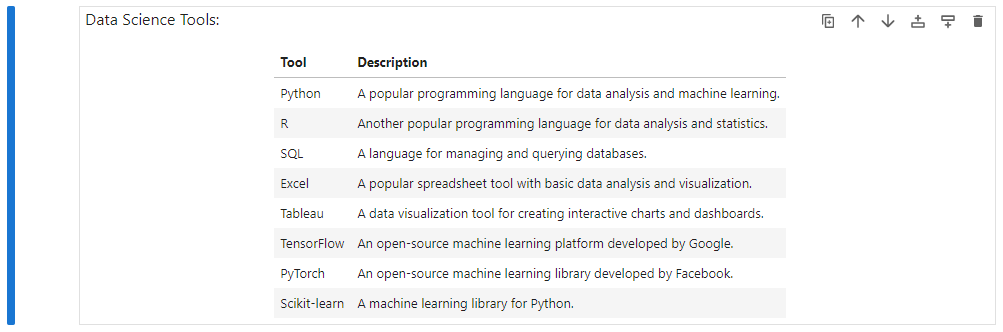 Data Science Tools:
Tool Description
Python A popular programming language for data analysis and machine learning.
R Another popular programming language for data analysis and statistics.
SQL A language for managing and querying databases.
Excel A popular spreadsheet tool with basic data analysis and visualization.
Tableau A data visualization tool for creating interactive charts and dashboards.
TensorFlow An open-source machine learning platform developed by Google.
PyTorch An open-source machine learning library developed by Facebook.
Scikit-learn A machine learning library for Python.